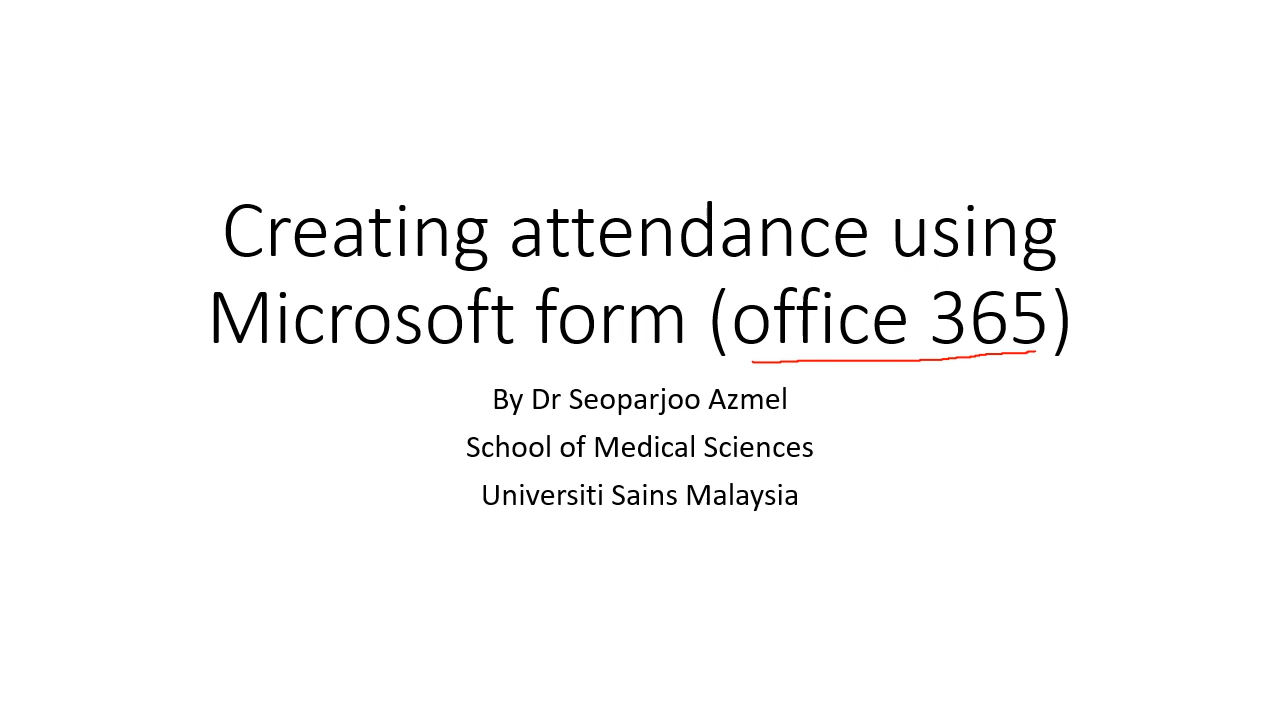 Creating attendance using
Microsoft form (office 365)
By Dr Seoparjoo Azmel
School of Medical Sciences
Universiti Sains Malaysia